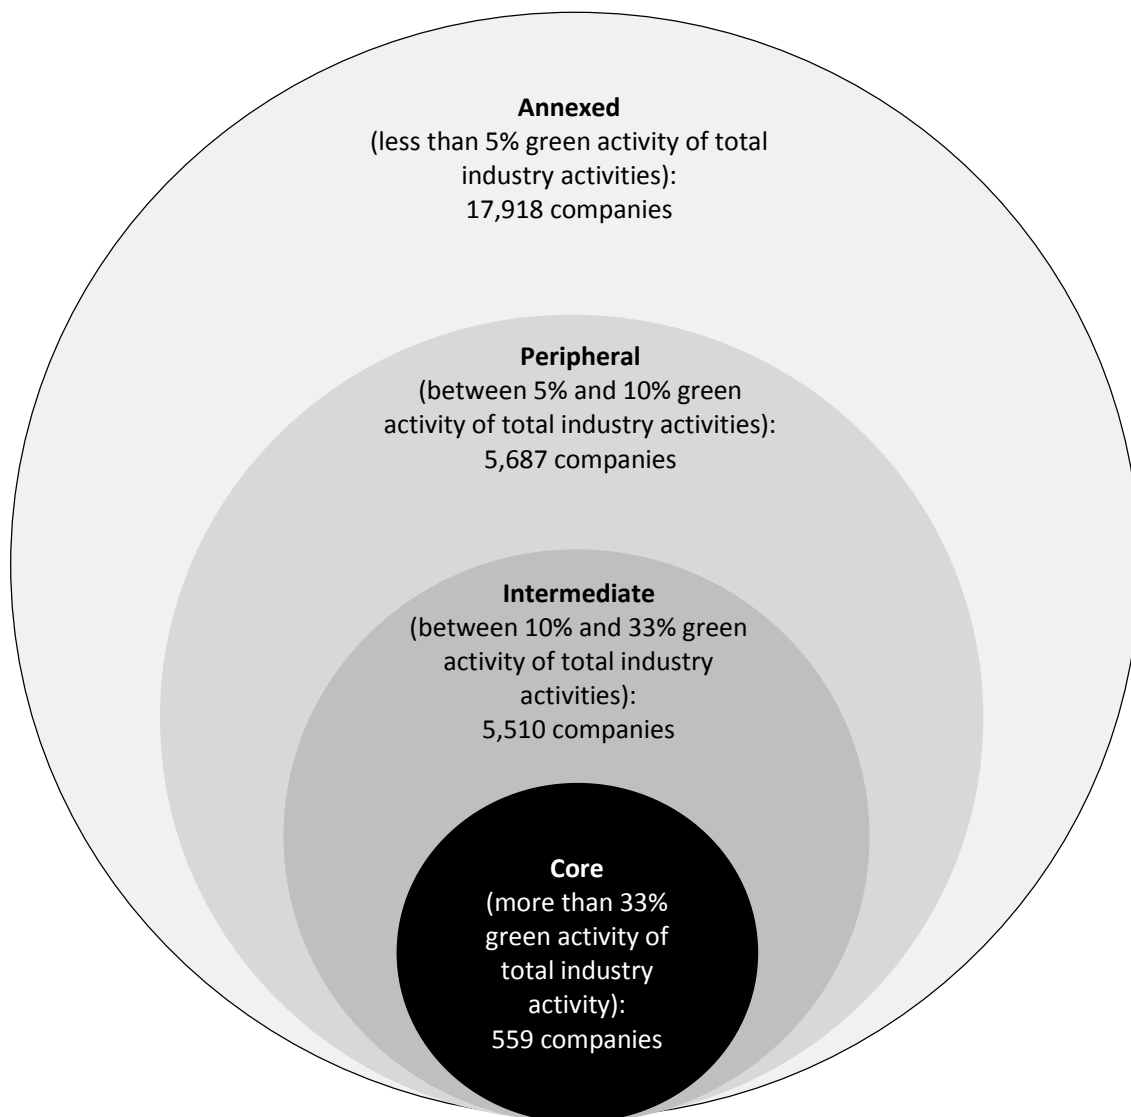 Annexed
(less than 5% green activity of total
industry activities):
17,918 companies
Peripheral
(between 5% and 10% green
activity of total industry activities):
5,687 companies
Intermediate
(between 10% and 33% green
activity of total industry
activities):
5,510 companies
Core
(more than 33%
green activity of
total industry
activity):
559 companies